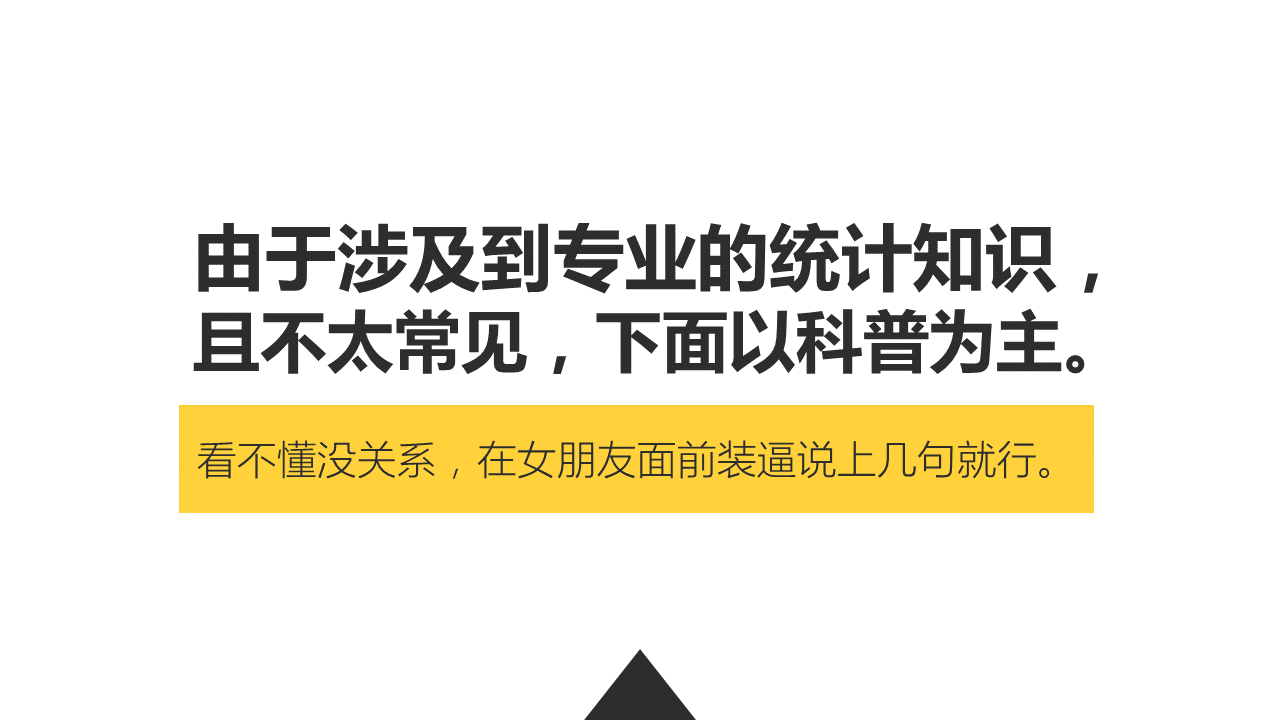 由于涉及到专业的统计知识，
且不太常见，下面以科普为主。
看不懂没关系，在女朋友面前装逼说上几句就行。